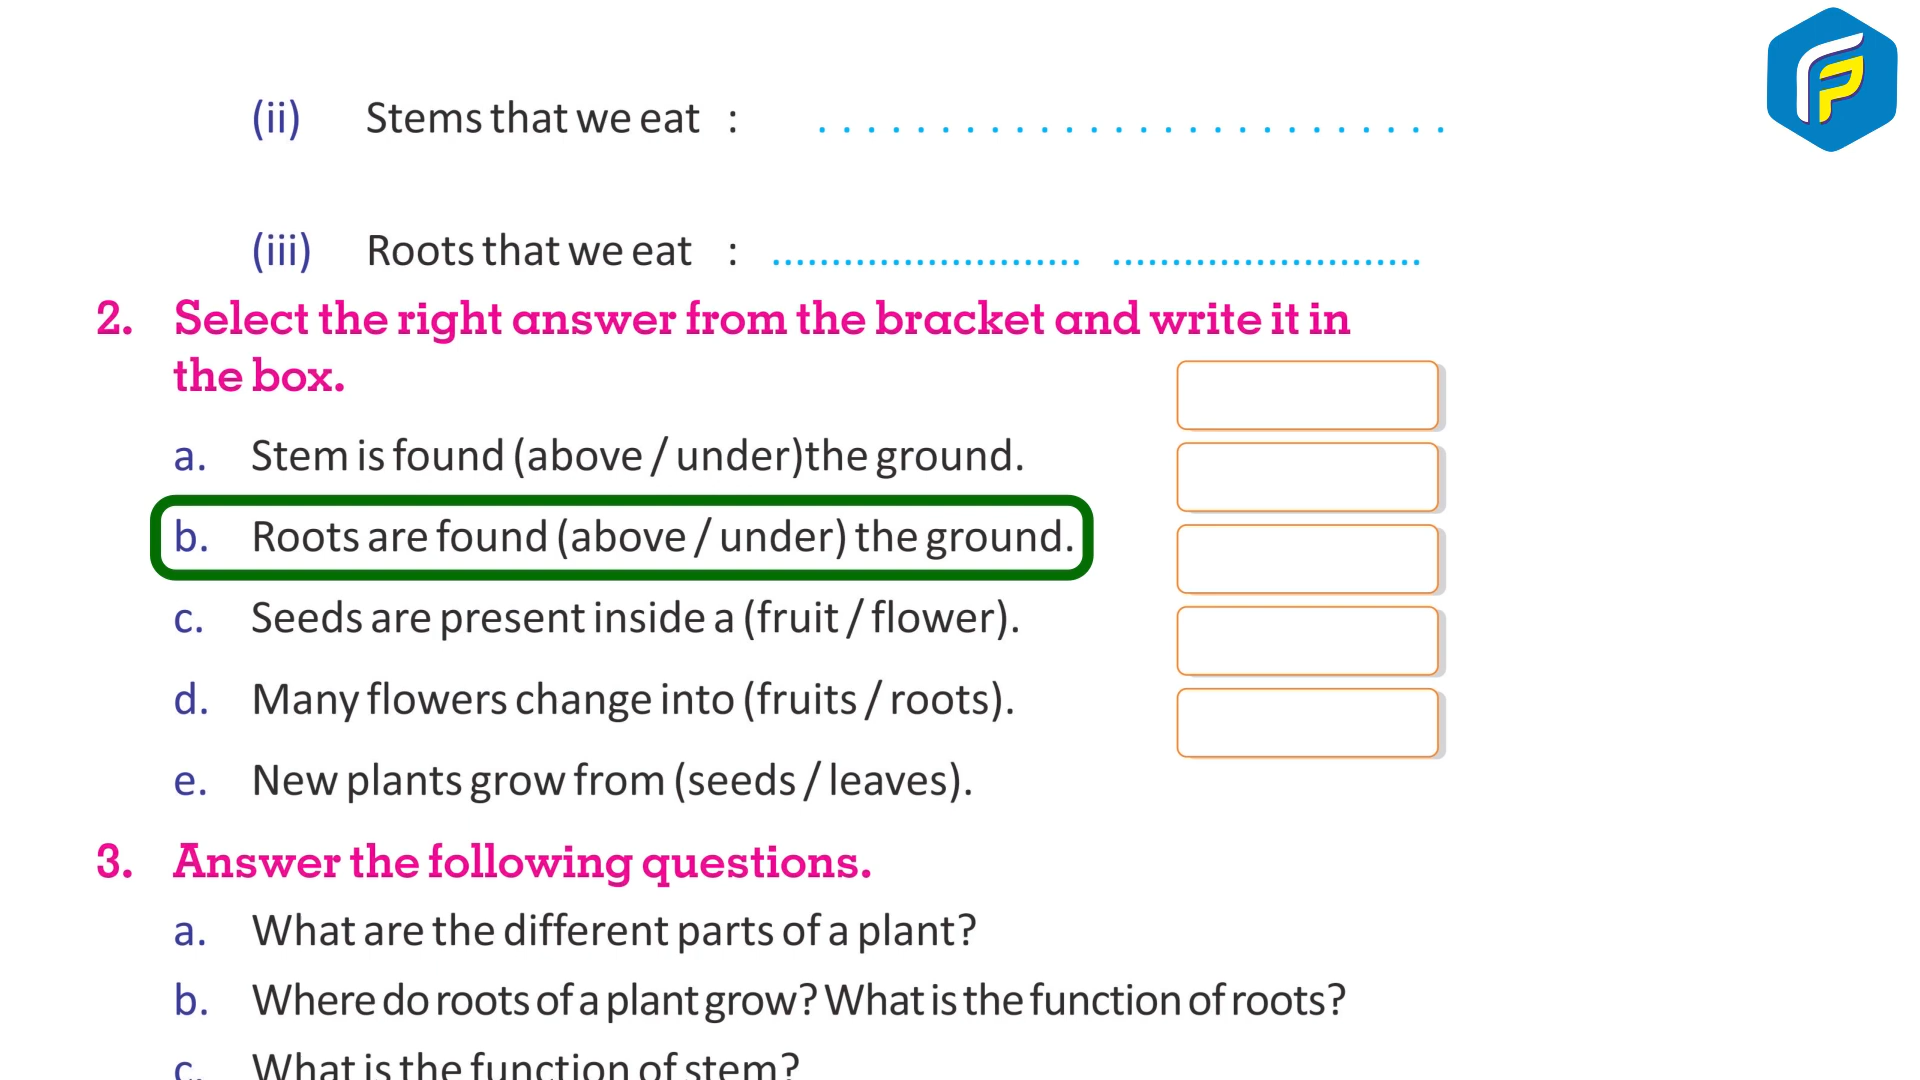 (ii) Stems that we eat : . . . . . . . . . . . . . . . . . . . . . . . . . .
(iii) Roots that we eat : .......................... ..........................
2. Select the right answer from the bracket and write it in
the box.
a. Stem is found (above / under)the ground.
b. Roots are found (above / under) the ground.
c. Seeds are present inside a (fruit / flower).
d. Many flowers change into (fruits / roots).
e. New plants grow from (seeds / leaves).
3. Answer the following questions.
a. What are the different parts of a plant?
b. Where do roots of a plant grow? What is the function of roots?
c. What is the function of stem?